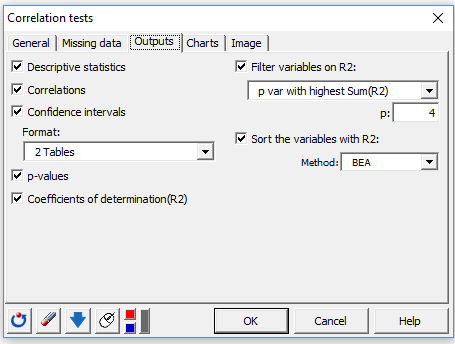 Correlation tests
General Missing data Outputs Charts Image
Descriptive statistics
Correlations
Confidence intervals
Format:
2 Tables
p-values
Coefficients of determination(R2)
Filter variables on R2:
p var with highest Sum(R2)
p: 4
Sort the variables with R2:
Method: BEA
OK Cancel Help